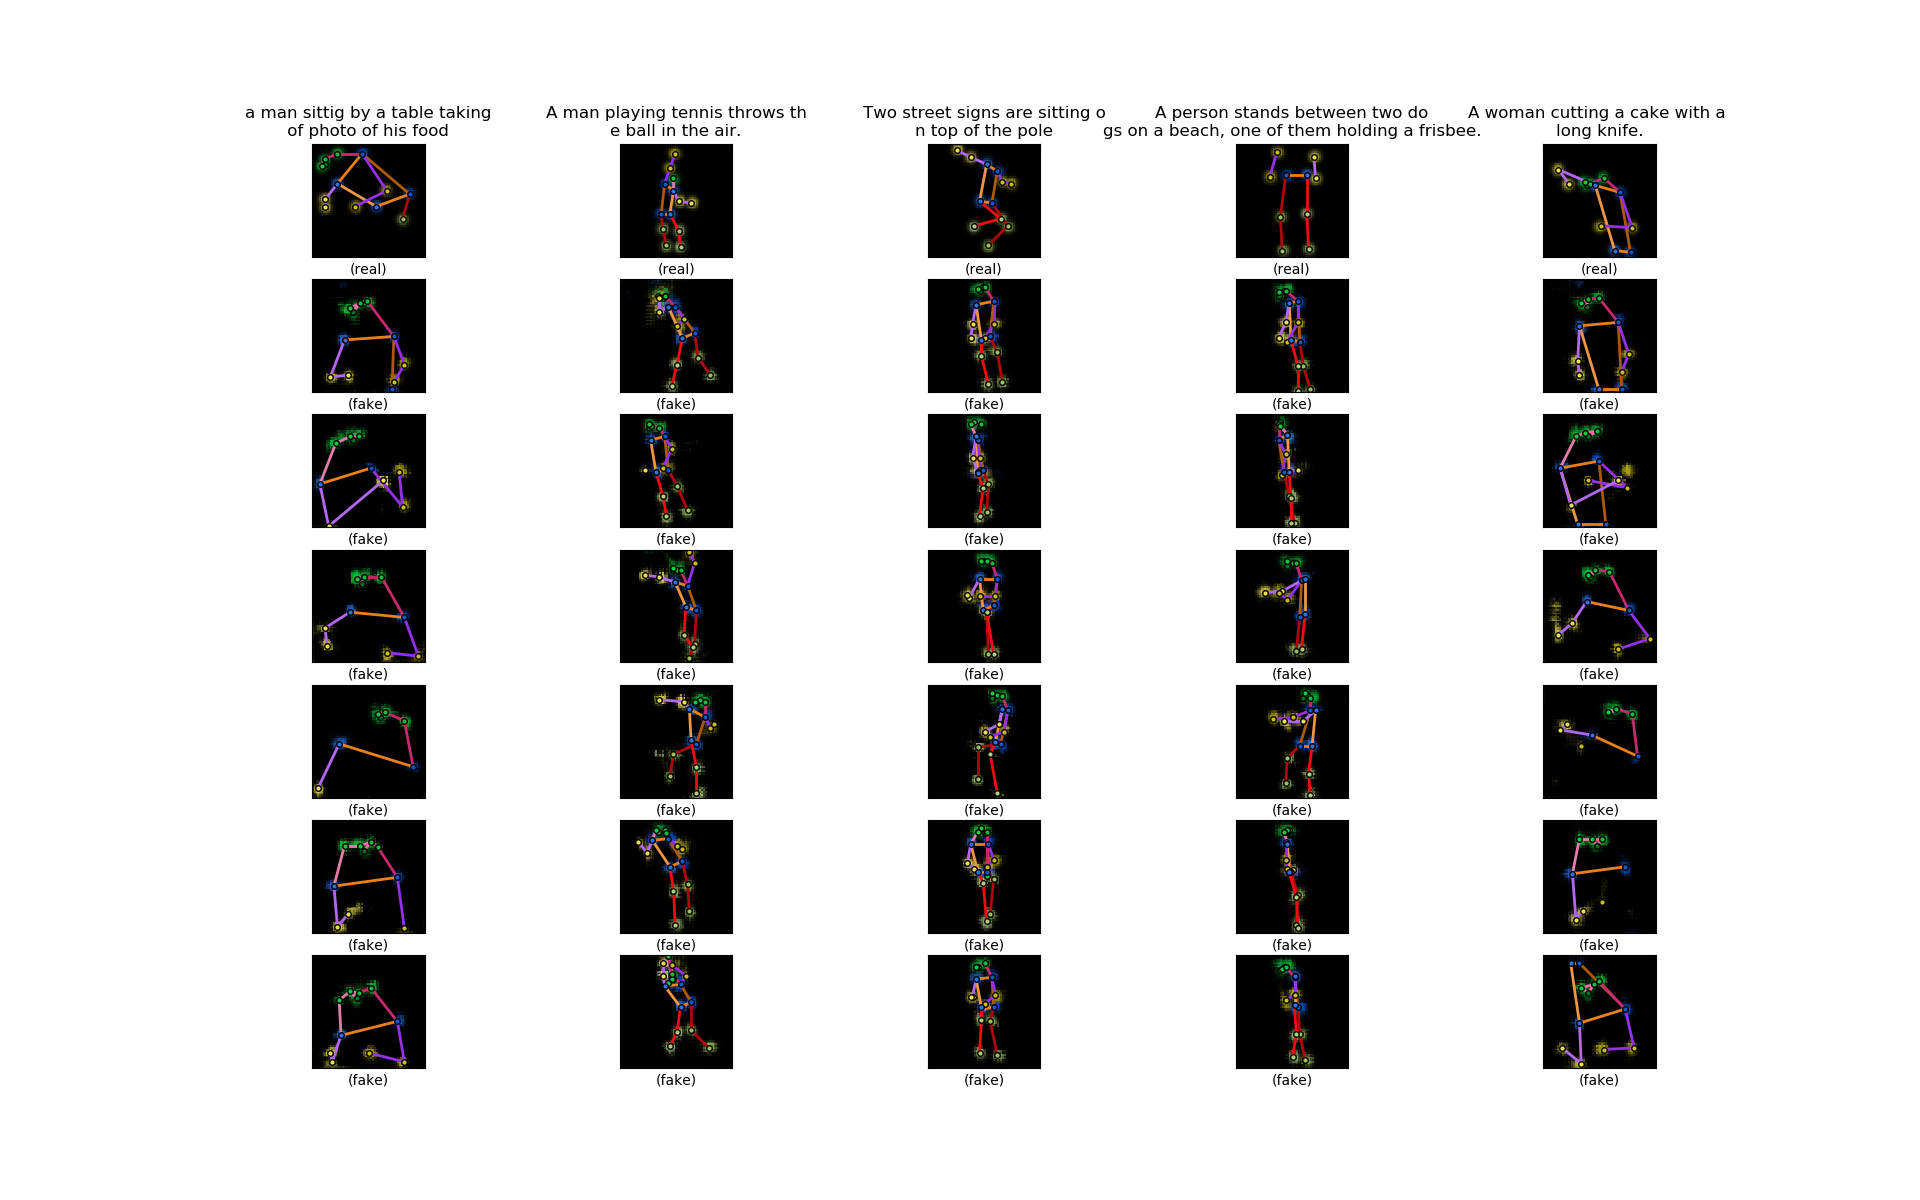 a man sittig by a table taking
of photo of his food
A man playing tennis throws th
e ball in the air.
Two street signs are sitting o
n top of the pole
A person stands between two do
gs on a beach, one of them holding a frisbee.
A woman cutting a cake with a
long knife.
(real) (real) (real) (real) (real)
(fake) (fake) (fake) (fake) (fake)
(fake) (fake) (fake) (fake) (fake)
(fake) (fake) (fake) (fake) (fake)
(fake) (fake) (fake) (fake) (fake)
(fake) (fake) (fake) (fake) (fake)
(fake) (fake) (fake) (fake) (fake)